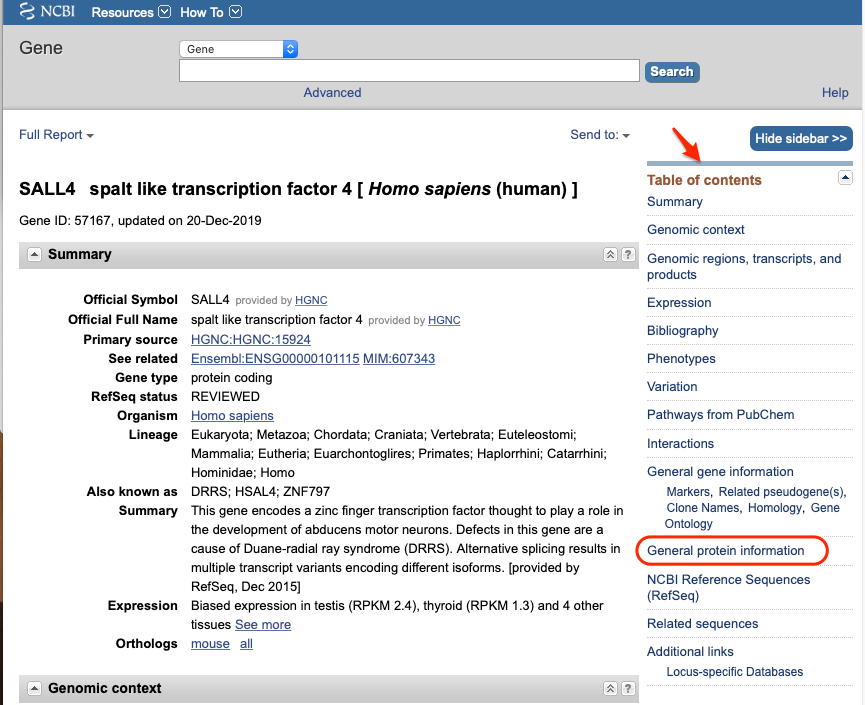 NCBI Resources How To
Gene
Gene
Search
Advanced
Help
Full Report
Send to:
Hide sidebar >>
SALL4 spalt like transcription factor 4 [ Homo sapiens (human) ]
Gene ID: 57167, updated on 20-Dec-2019
Summary
?
Official Symbol SALL4 provided by HGNC
Official Full Name spalt like transcription factor 4 provided by HGNC
Primary source HGNC:HGNC:15924
See related Ensembl:ENSG00000101115 MIM:607343
Gene type protein coding
RefSeq status REVIEWED
Organism Homo sapiens
Lineage Eukaryota; Metazoa; Chordata; Craniata; Vertebrata; Euteleostomi;
Mammalia; Eutheria; Euarchontoglires; Primates; Haplorrhini; Catarrhini;
Hominidae; Homo
Also known as DRRS; HSAL4; ZNF797
Summary This gene encodes a zinc finger transcription factor thought to play a role in
the development of abducens motor neurons. Defects in this gene are a
cause of Duane-radial ray syndrome (DRRS). Alternative splicing results in
multiple transcript variants encoding different isoforms. [provided by
RefSeq, Dec 2015]
Expression Biased expression in testis (RPKM 2.4), thyroid (RPKM 1.3) and 4 other
tissues See more
Orthologs mouse all
Genomic context
?
Table of contents
Summary
Genomic context
Genomic regions, transcripts, and
products
Expression
Bibliography
Phenotypes
Variation
Pathways from PubChem
Interactions
General gene information
Markers, Related pseudogene(s),
Clone Names, Homology, Gene
Ontology
General protein information
NCBI Reference Sequences
(RefSeq)
Related sequences
Additional links
Locus-specific Databases